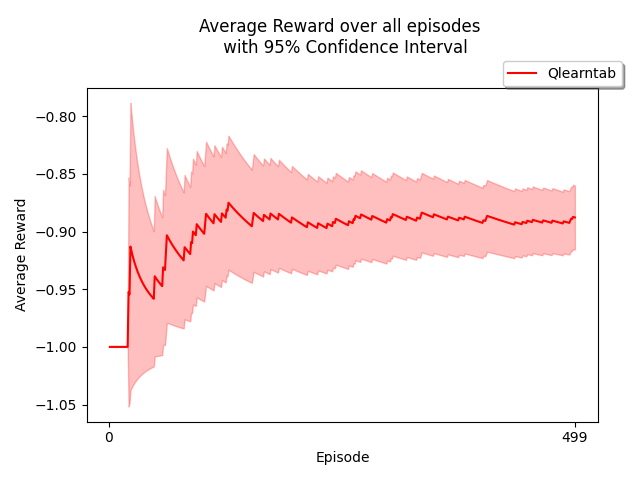 Average Reward over all episodes
with 95% Confidence Interval
Qlearntab
−0.80
−0.85
−0.90
−0.95
−1.00
−1.05
Average Reward
0
499
Episode